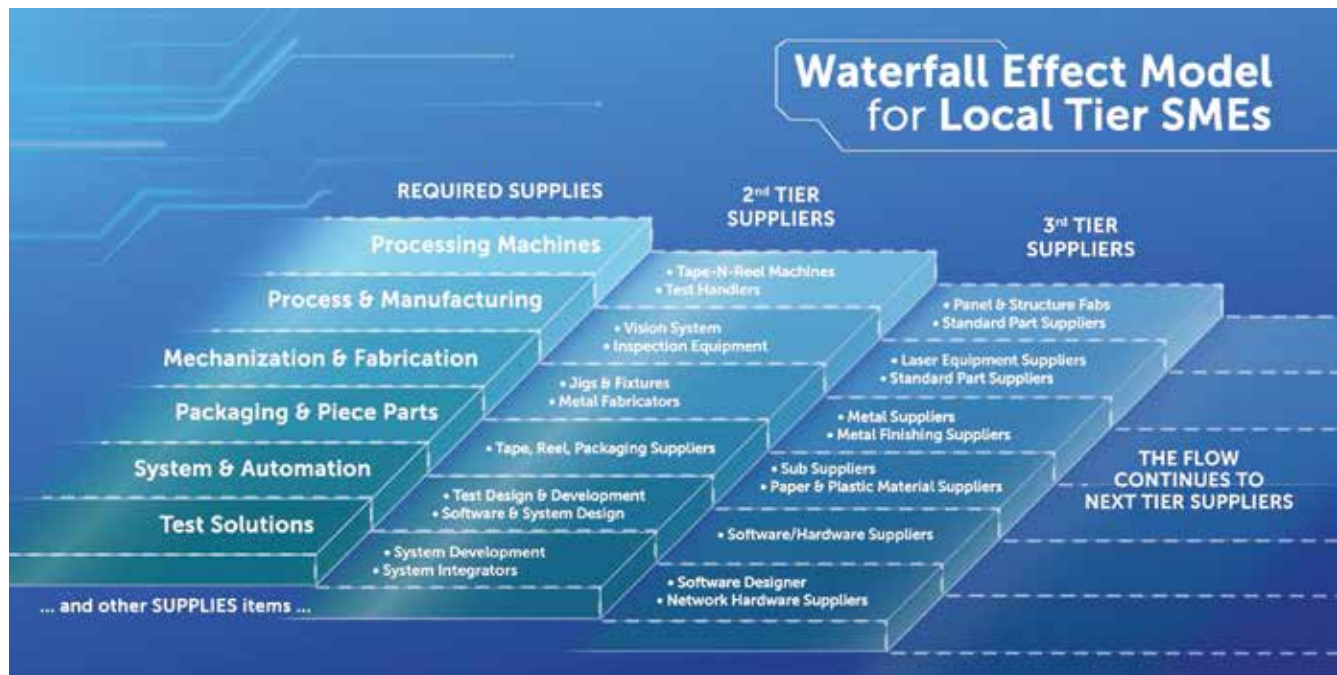 Waterfall Effect Model
for Local Tier SMEs
REQUIRED SUPPLIES
Processing Machines
Process & Manufacturing
Mechanization & Fabrication
Packaging & Piece Parts
System & Automation
Test Solutions
... and other SUPPLIES items ...
2nd TIER
SUPPLIERS
• Tape-N-Reel Machines
• Test Handlers
• Vision System
• Inspection Equipment
• Jigs & Fixtures
• Metal Fabricators
• Tape, Reel, Packaging Suppliers
• Test Design & Development
• Software & System Design
• System Development
• System Integrators
3rd TIER
SUPPLIERS
• Panel & Structure Fabs
• Standard Part Suppliers
• Laser Equipment Suppliers
• Standard Part Suppliers
• Metal Suppliers
• Metal Finishing Suppliers
• Sub Suppliers
• Paper & Plastic Material Suppliers
• Software/Hardware Suppliers
• Software Designer
• Network Hardware Suppliers
THE FLOW
CONTINUES TO
NEXT TIER SUPPLIERS